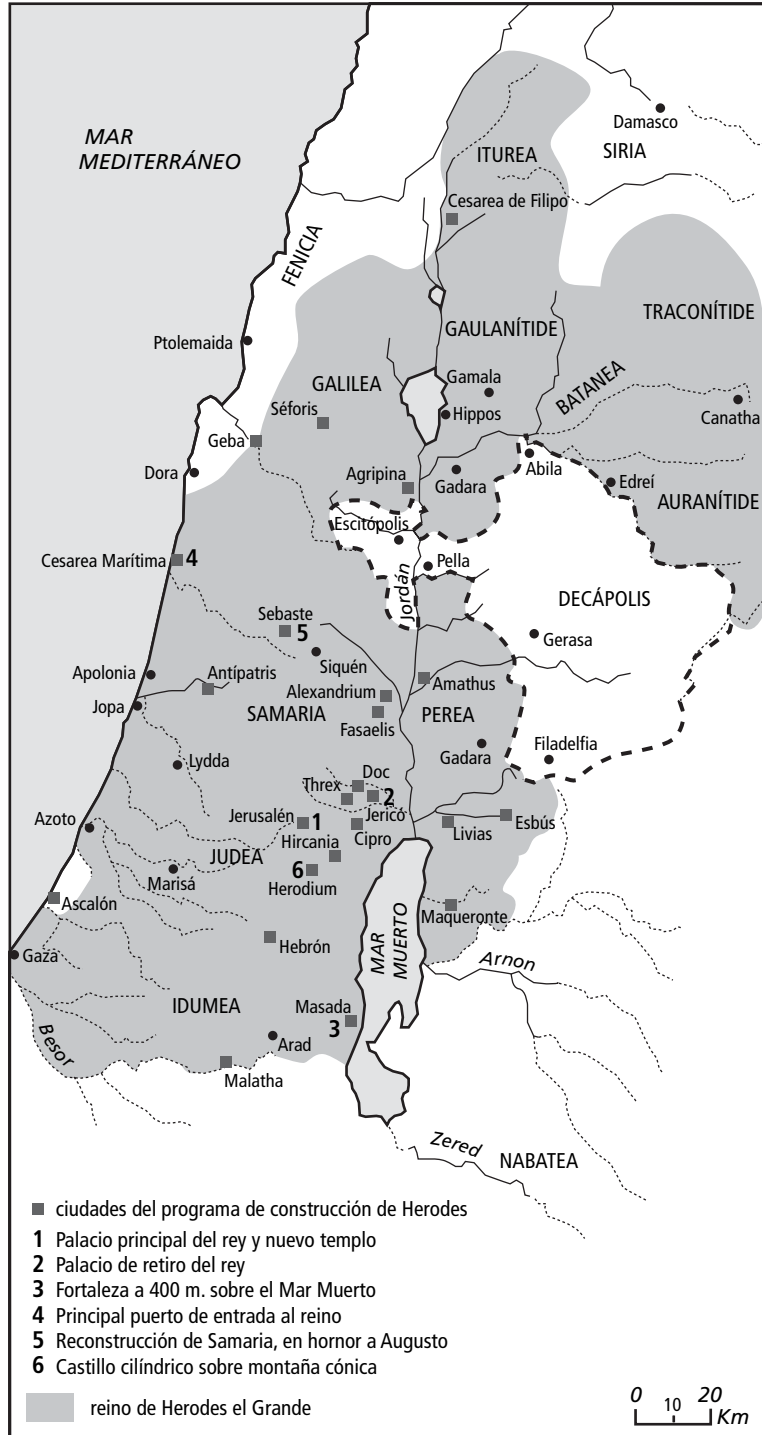 MAR
MEDITERRÁNEO
Damasco
ITUREA
SIRIA
Cesarea de Filipo
FENICIA
TRACONÍTIDE
Ptolemaida
GAULANÍTIDE
GALILEA
BATANEA
Gamala
Séforis
Hippos
Canatha
Geba
Dora
Agripina
Gadara
Abila
Edreí
AURANÍTIDE
Escitópolis
Cesarea Marítima
4
Pella
Jordán
DECÁPOLIS
Sebaste
5
Gerasa
Siquén
Apolonia
Antípatris
Alexandrium
Amathus
Jopa
SAMARIA
Fasaelis
PEREA
Gadara
Filadelfia
Lydda
Doc
Threx
2
Jericó
Jerusalén
1
Esbús
Azoto
Cipro
Livias
Hircania
JUDEA
6
Herodium
Marisá
Ascalón
Maqueronte
MAR
MUERTO
Hebrón
Gaza
Arnon
IDUMEA
Masada
3
Besor
Arad
Malatha
Zered
NABATEA
ciudades del programa de construcción de Herodes
1 Palacio principal del rey y nuevo templo
2 Palacio de retiro del rey
3 Fortaleza a 400 m. sobre el Mar Muerto
4 Principal puerto de entrada al reino
5 Reconstrucción de Samaria, en hornor a Augusto
6 Castillo cilíndrico sobre montaña cónica
reino de Herodes el Grande
0 10 20
Km